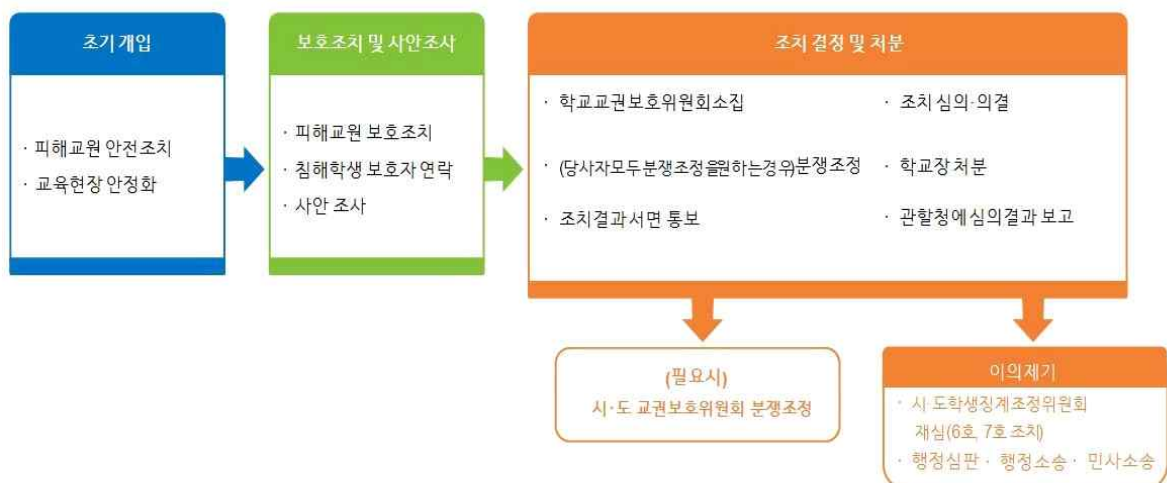 초기 개입
· 피해교원 안전조치
· 교육현장 안정화
보호조치 및 사안조사
· 피해교원 보호조치
· 침해학생 보호자 연락
· 사안 조사
조치 결정 및 처분
· 학교교권보호위원회소집
· 조치 심의·의결
· (당사자모두 분쟁조정을원하는경우)분쟁조정
· 학교장 처분
· 조치결과 서면 통보
· 관할청에 심의결과 보고
(필요시)
시·도 교권보호위원회 분쟁조정
이의제기
· 시·도학생징계조정위원회
재심(6호, 7호 조치)
· 행정심판 · 행정소송 · 민사소송